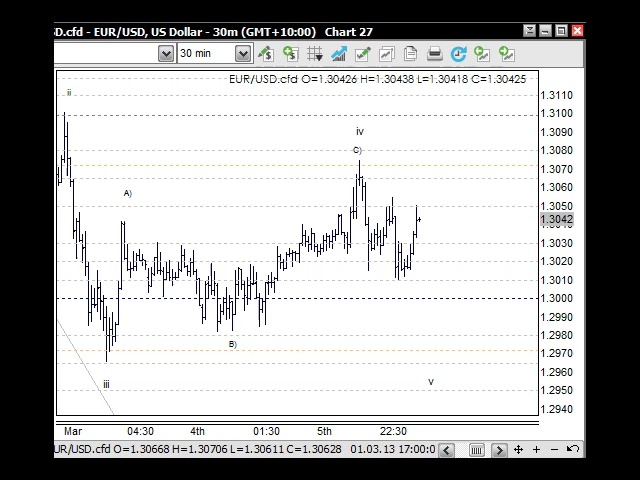 D.cfd - EUR/USD, US Dollar - 30m (GMT+10:00) Chart 27
30 min
EUR/USD.cfd O=1.30426 H=1.30438 L=1.30418 C=1.30425
ii
1.3110
1.3100
iv
1.3090
C)
1.3080
1.3070
A)
1.3060
1.3050
1.3042
1.3030
1.3020
1.3010
1.3000
1.2990
1.2980
B)
1.2970
1.2960
iii
v
1.2950
1.2940
Mar 04:30 4th 01:30 5th 22:30
UR/USD.cfd O=1.30668 H=1.30706 L=1.30611 C=1.30628 01.03.13 17:00:0